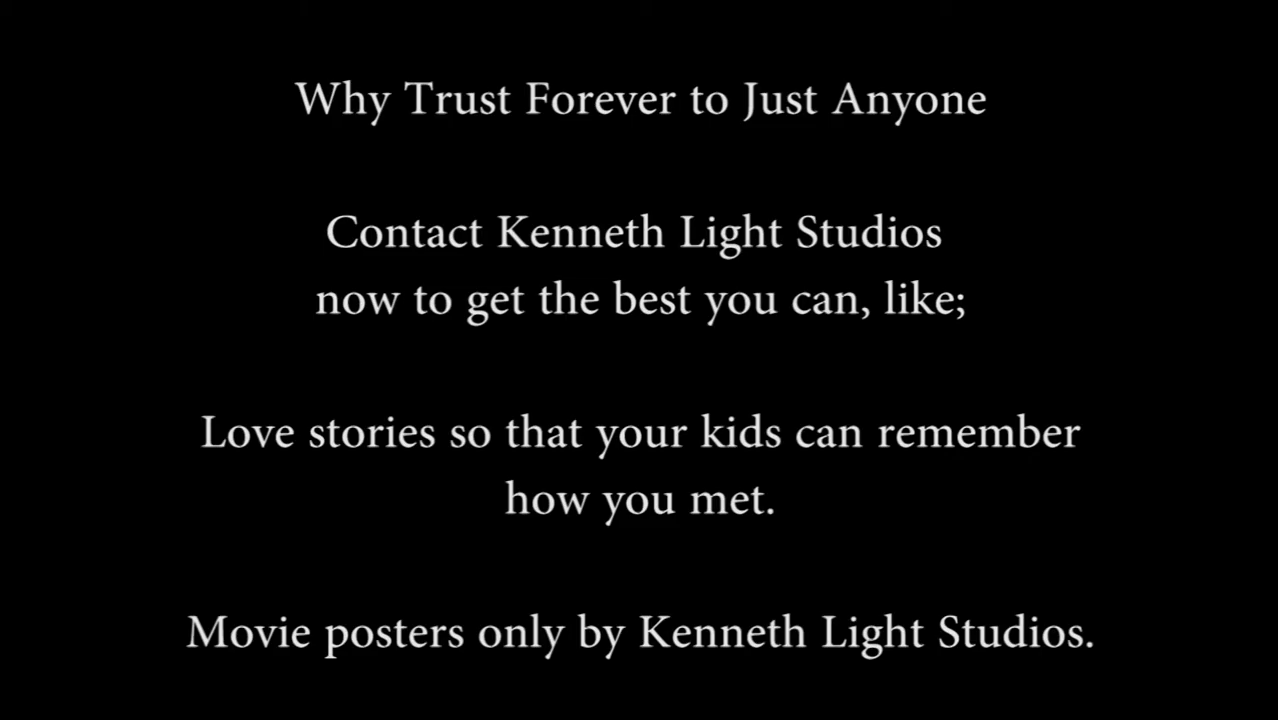 Why Trust Forever to Just Anyone
Contact Kenneth Light Studios
now to get the best you can, like;
Love stories so that your kids can remember
how you met.
Movie posters only by Kenneth Light Studios.